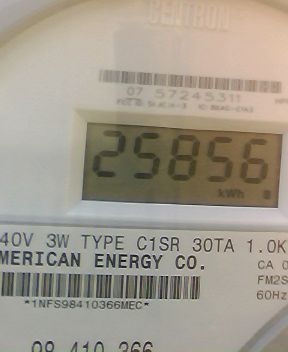 CENTRON
07 57245311
25856
kWh
40V 3W TYPE C1SR 30TA 1.0K
MERICAN ENERGY CO.
CA 0
FM2S
60Hz
*1NFS98410366MEC*
98 410 366